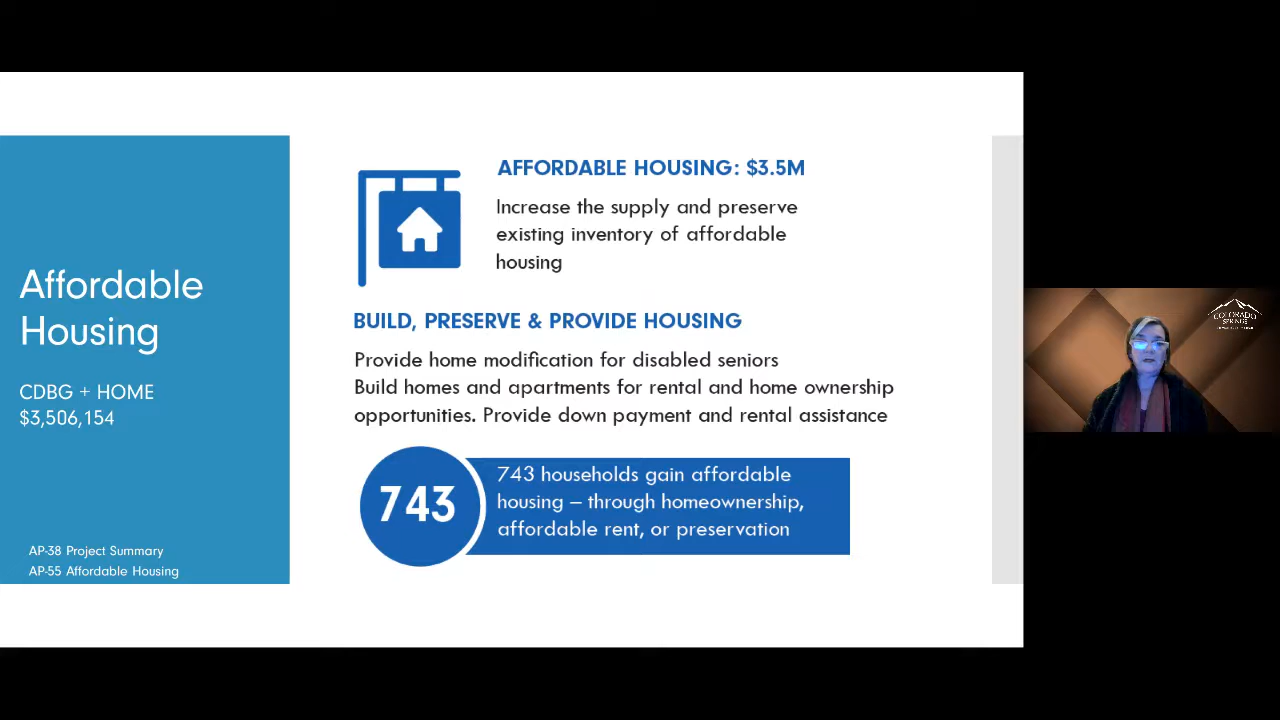 Affordable
Housing
CDBG + HOME
$3,506,154
AP-38 Project Summary
AP-55 Affordable Housing
AFFORDABLE HOUSING: $3.5M
Increase the supply and preserve
existing inventory of affordable
housing
BUILD, PRESERVE & PROVIDE HOUSING
Provide home modification for disabled seniors
Build homes and apartments for rental and home ownership
opportunities. Provide down payment and rental assistance
743
743 households gain affordable
housing – through homeownership,
affordable rent, or preservation
COLORADO
SPRINGS